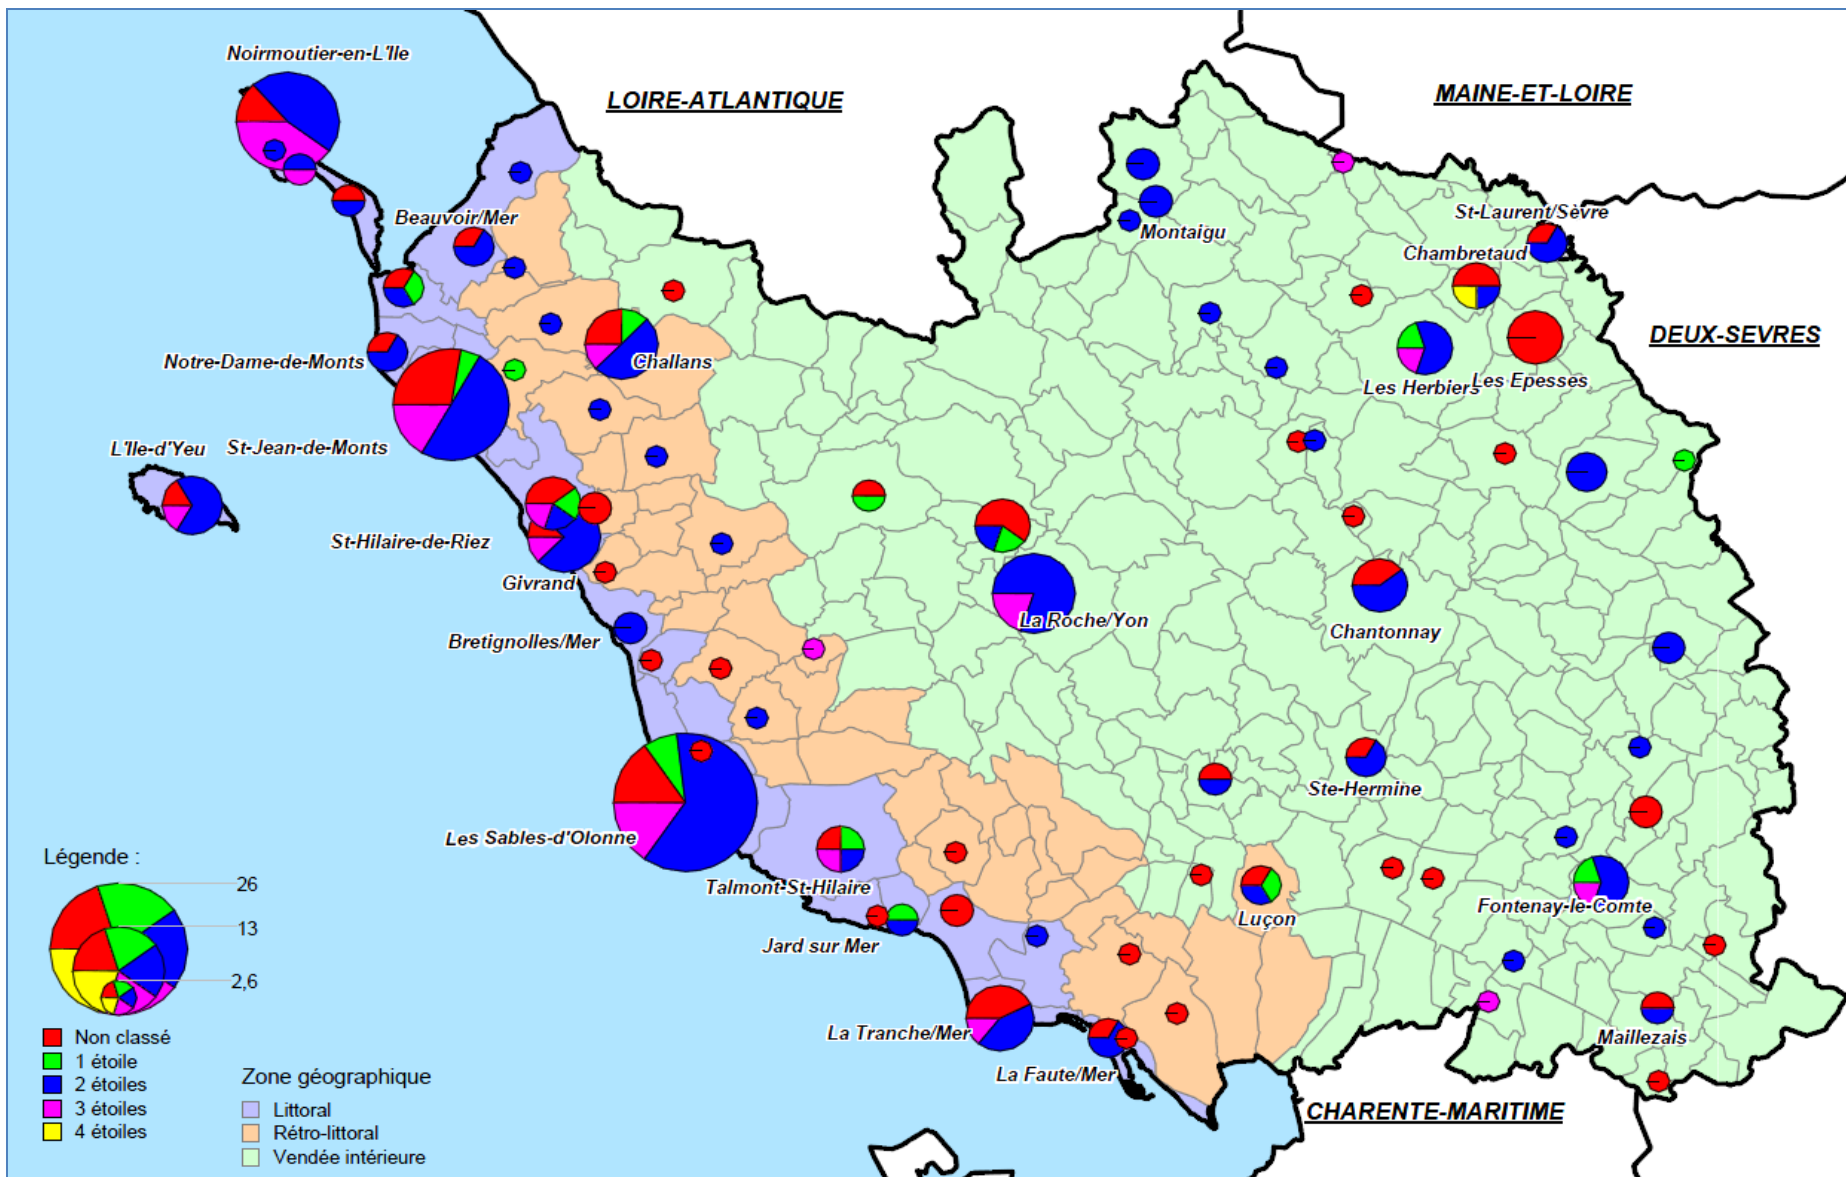 Noirmoutier-en-L'Ile
LOIRE-ATLANTIQUE
MAINE-ET-LOIRE
Beauvoir/Mer
St-Laurent/Sèvre
Montaigu
Chambretaud
DEUX-SEVRES
Notre-Dame-de-Monts
Challans
Les Herbiers
Les Epesses
L'Ile-d'Yeu
St-Jean-de-Monts
St-Hilaire-de-Riez
Givrand
La Roche/Yon
Chantonnay
Bretignolles/Mer
Ste-Hermine
Les Sables-d'Olonne
Talmont-St-Hilaire
Luçon
Fontenay-le-Comte
Jard sur Mer
La Tranche/Mer
Maillezais
La Faute/Mer
CHARENTE-MARITIME
Légende :
26
13
2,6
Non classé
1 étoile
2 étoiles
3 étoiles
4 étoiles
Zone géographique
Littoral
Rétro-littoral
Vendée intérieure